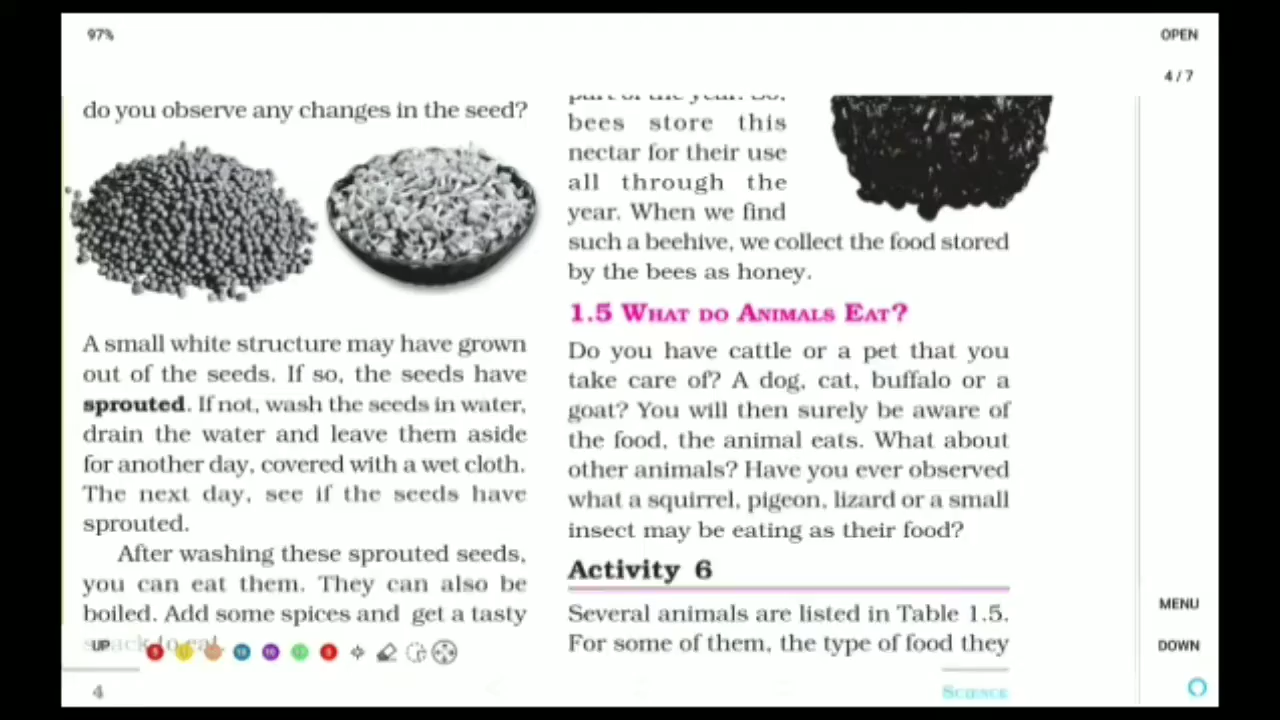 97%
OPEN
4 / 7
do you observe any changes in the seed?
A small white structure may have grown
out of the seeds. If so, the seeds have
sprouted. If not, wash the seeds in water,
drain the water and leave them aside
for another day, covered with a wet cloth.
The next day, see if the seeds have
sprouted.
After washing these sprouted seeds,
you can eat them. They can also be
boiled. Add some spices and get a tasty
to eat
part of the year. So,
bees store this
nectar for their use
all through the
year. When we find
such a beehive, we collect the food stored
by the bees as honey.
1.5 What do Animals Eat?
Do you have cattle or a pet that you
take care of? A dog, cat, buffalo or a
goat? You will then surely be aware of
the food, the animal eats. What about
other animals? Have you ever observed
what a squirrel, pigeon, lizard or a small
insect may be eating as their food?
Activity 6
Several animals are listed in Table 1.5.
For some of them, the type of food they
MENU
UP
DOWN
4
Science